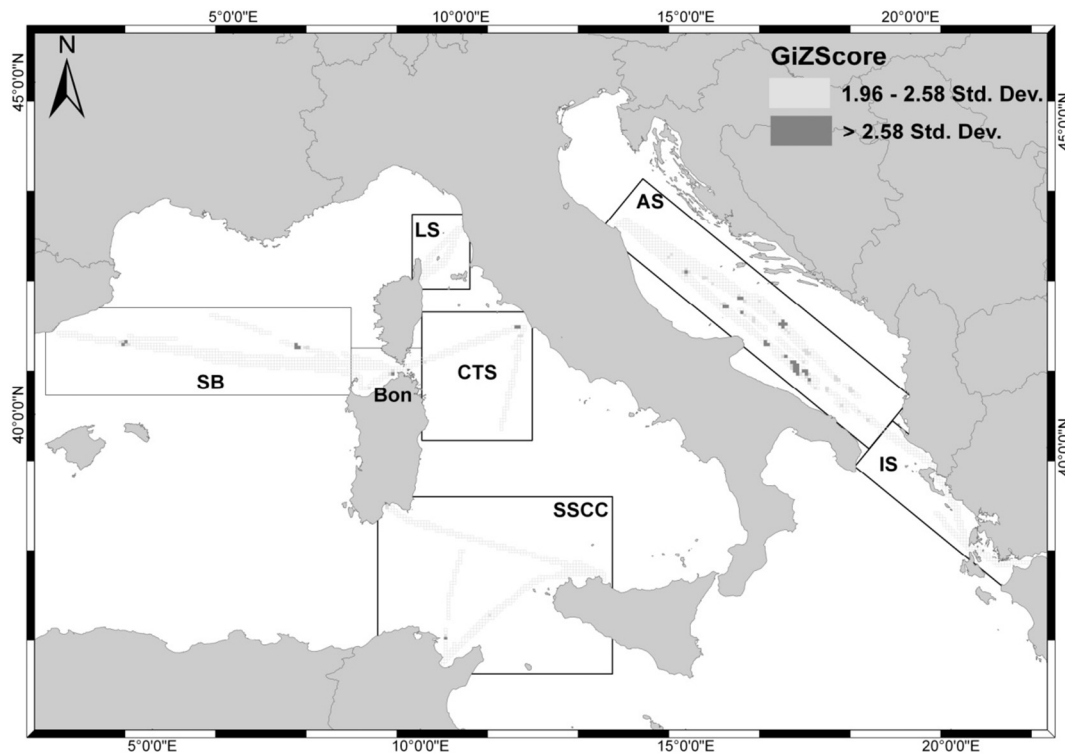 5°0'0"E 10°0'0"E 15°0'0"E 20°0'0"E
N
GiZScore
1.96 - 2.58 Std. Dev.
> 2.58 Std. Dev.
45°0'0"N
45°0'0"N
AS
LS
SB
Bon
CTS
40°0'0"N
40°0'0"N
IS
SSCC
5°0'0"E 10°0'0"E 15°0'0"E 20°0'0"E